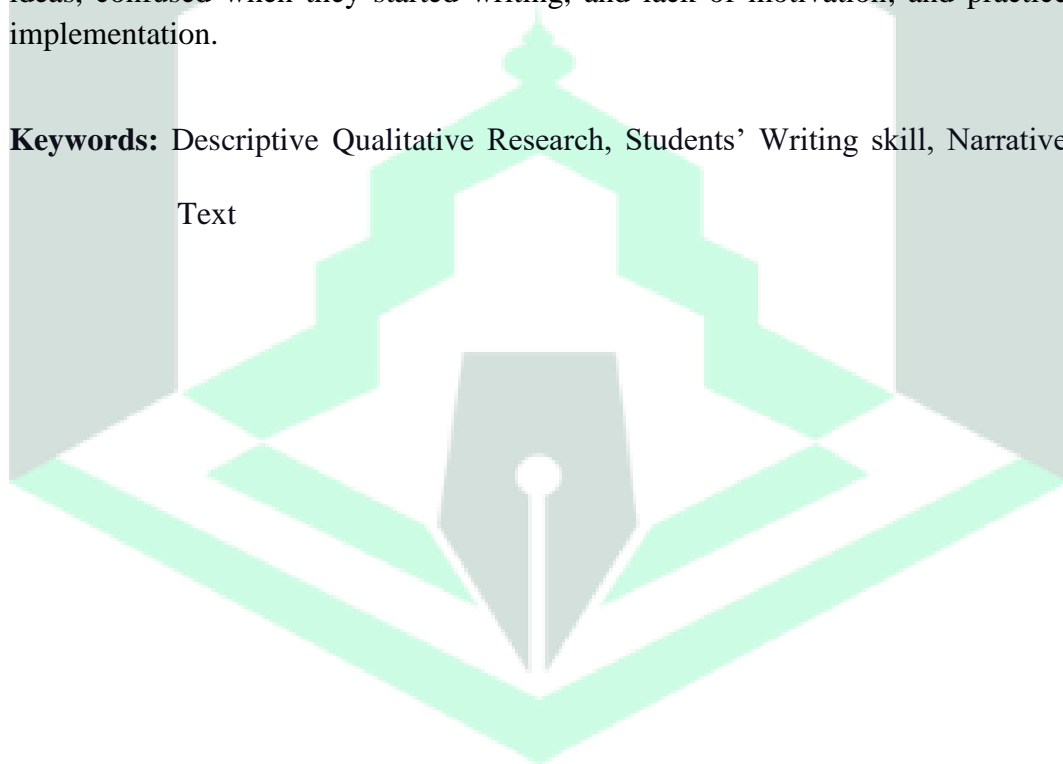 ideas, confused when they started writing, and lack of motivation, and practice
implementation.
Keywords: Descriptive Qualitative Research, Students’ Writing skill, Narrative
Text